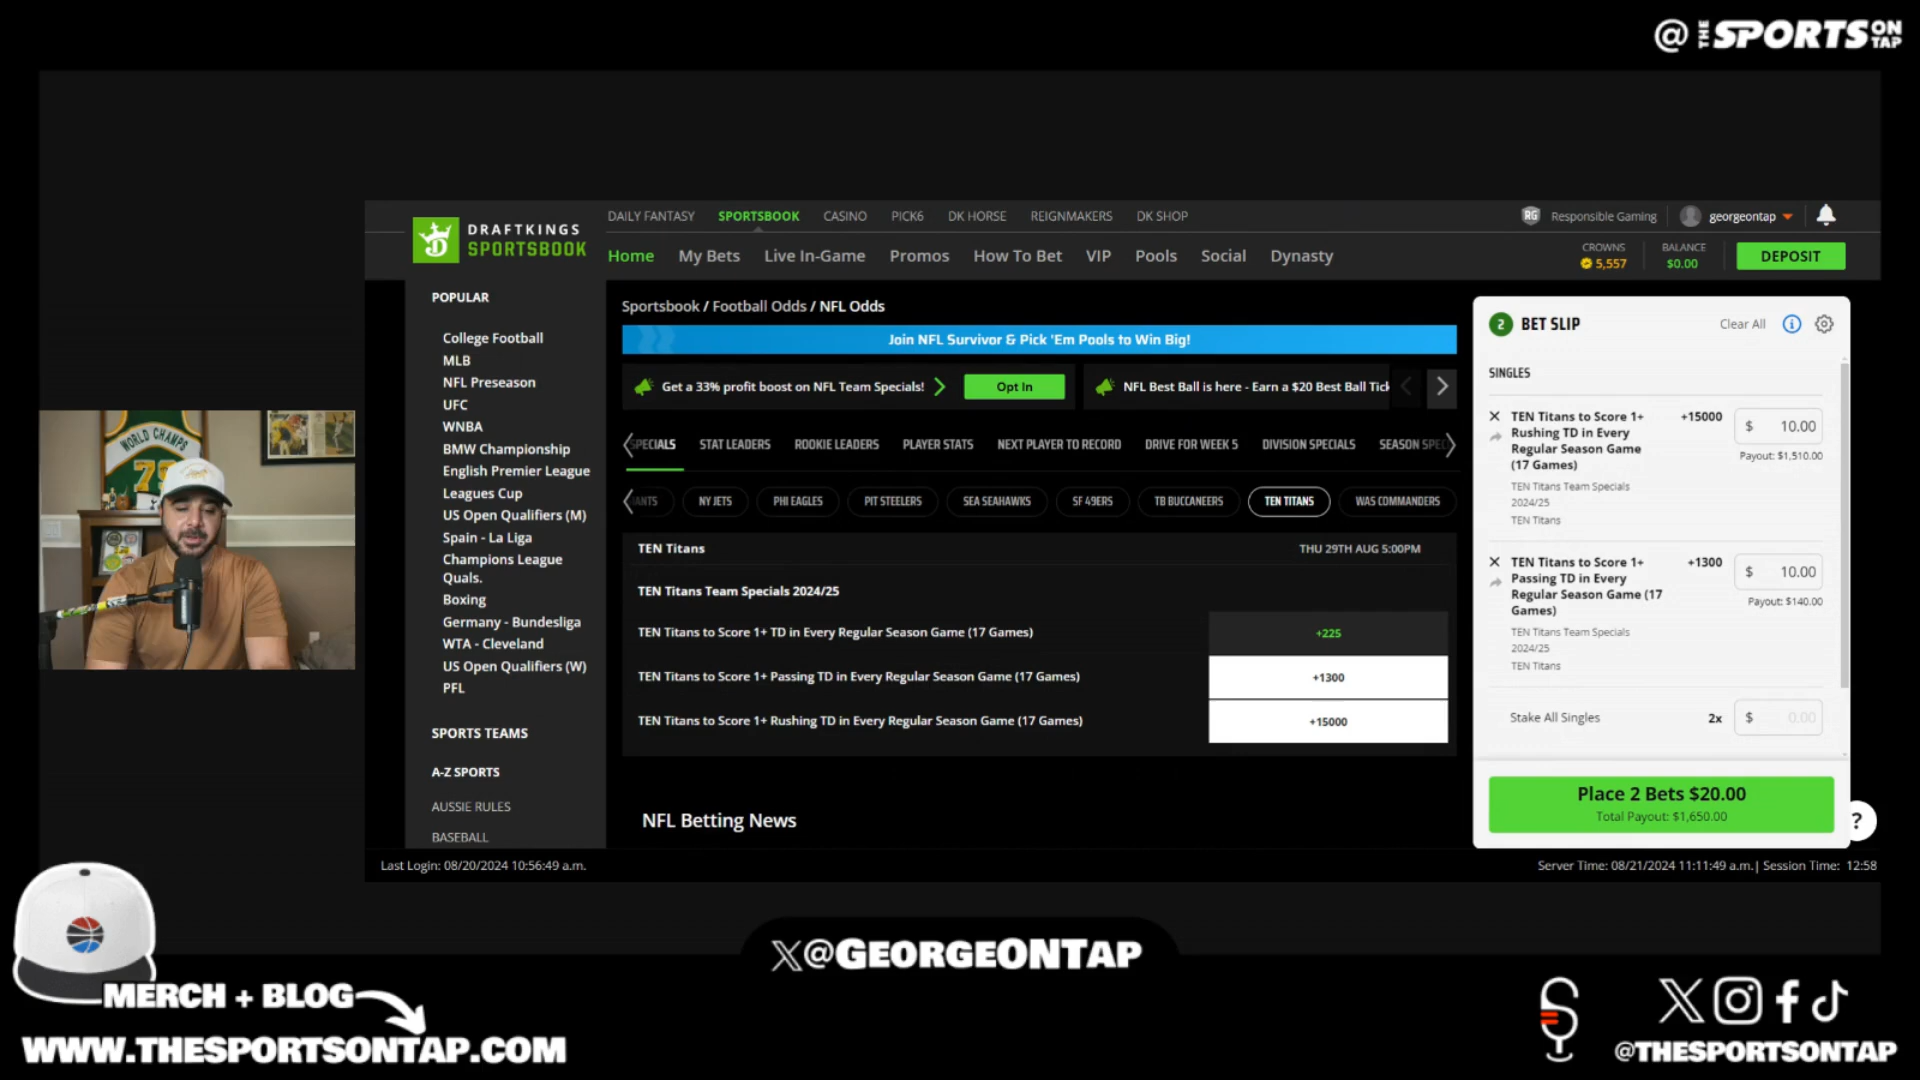 @THE SPORTS ON TAP
DAILY FANTASY SPORTSBOOK CASINO PICK6 DK HORSE REIGNMAKERS DK SHOP
RG Responsible Gaming georgeontap
DRAFTKINGS
SPORTSBOOK
Home My Bets Live In-Game Promos How To Bet VIP Pools Social Dynasty
CROWNS BALANCE
5,557 $0.00
DEPOSIT
POPULAR
College Football
MLB
NFL Preseason
UFC
WNBA
BMW Championship
English Premier League
Leagues Cup
US Open Qualifiers (M)
Spain - La Liga
Champions League
Quals.
Boxing
Germany - Bundesliga
WTA - Cleveland
US Open Qualifiers (W)
PFL
SPORTS TEAMS
A-Z SPORTS
AUSSIE RULES
BASEBALL
Sportsbook / Football Odds / NFL Odds
Join NFL Survivor & Pick 'Em Pools to Win Big!
Get a 33% profit boost on NFL Team Specials! Opt In
NFL Best Ball is here - Earn a $20 Best Ball Tick
SPECIALS STAT LEADERS ROOKIE LEADERS PLAYER STATS NEXT PLAYER TO RECORD DRIVE FOR WEEK 5 DIVISION SPECIALS SEASON SPEC
IANTS NY JETS PHI EAGLES PIT STEELERS SEA SEAHAWKS SF 49ERS TB BUCCANEERS TEN TITANS WAS COMMANDERS
TEN Titans THU 29TH AUG 5:00PM
TEN Titans Team Specials 2024/25
TEN Titans to Score 1+ TD in Every Regular Season Game (17 Games) +225
TEN Titans to Score 1+ Passing TD in Every Regular Season Game (17 Games) +1300
TEN Titans to Score 1+ Rushing TD in Every Regular Season Game (17 Games) +15000
NFL Betting News
2 BET SLIP Clear All
SINGLES
TEN Titans to Score 1+ +15000 $ 10.00
Rushing TD in Every
Regular Season Game
(17 Games)
Payout: $1,510.00
TEN Titans Team Specials
2024/25
TEN Titans
TEN Titans to Score 1+ +1300 $ 10.00
Passing TD in Every
Regular Season Game (17
Games)
Payout: $140.00
TEN Titans Team Specials
2024/25
TEN Titans
Stake All Singles 2x $ 0.00
Place 2 Bets $20.00
Total Payout: $1,650.00
?
Last Login: 08/20/2024 10:56:49 a.m.
Server Time: 08/21/2024 11:11:49 a.m. | Session Time: 12:58
WORLD CHAMPS
79
X@GEORGEONTAP
MERCH + BLOG
WWW.THESPORTSONTAP.COM
@THESPORTSONTAP